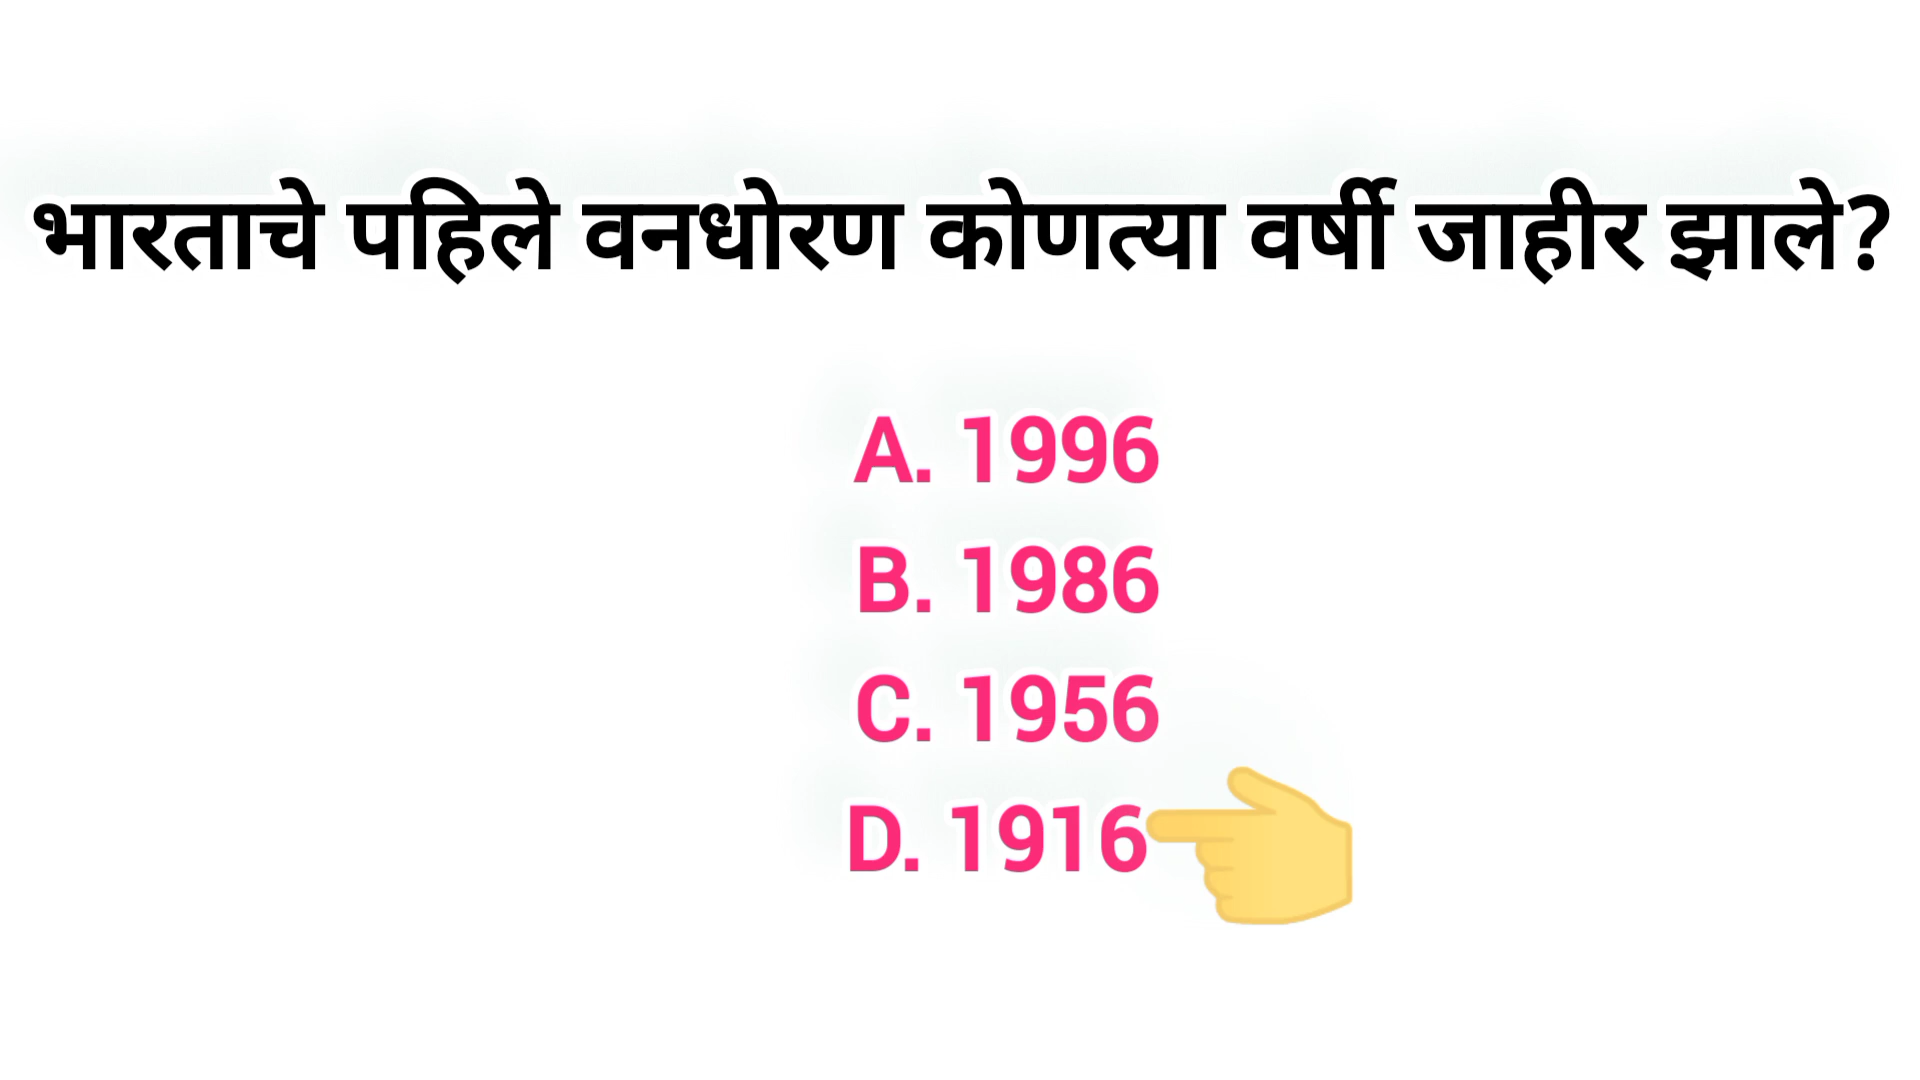 भारताचे पहिले वनधोरण कोणत्या वर्षी जाहीर झाले?
A. 1996
B. 1986
C. 1956
D. 1916